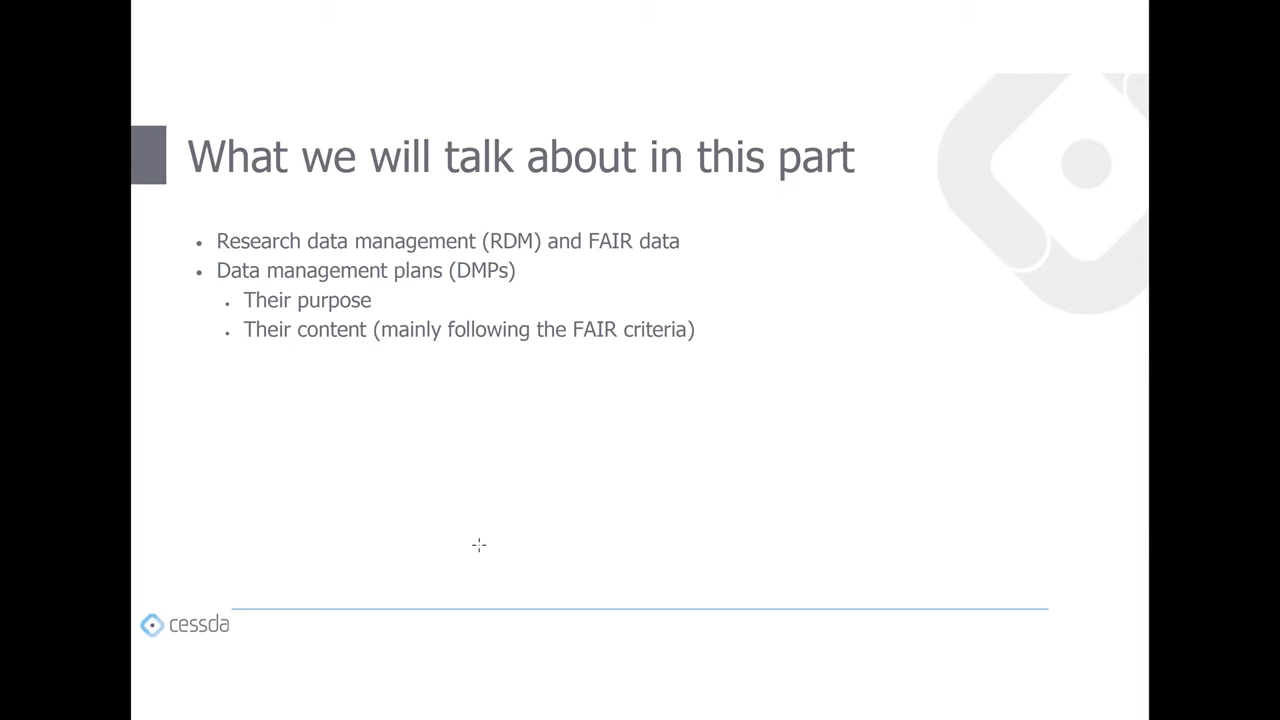 What we will talk about in this part
• Research data management (RDM) and FAIR data
• Data management plans (DMPs)
• Their purpose
• Their content (mainly following the FAIR criteria)
cessda